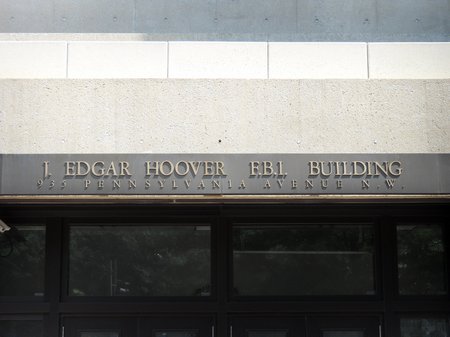 J. EDGAR HOOVER F.B.I. BUILDING
935 PENNSYLVANIA AVENUE N.W.